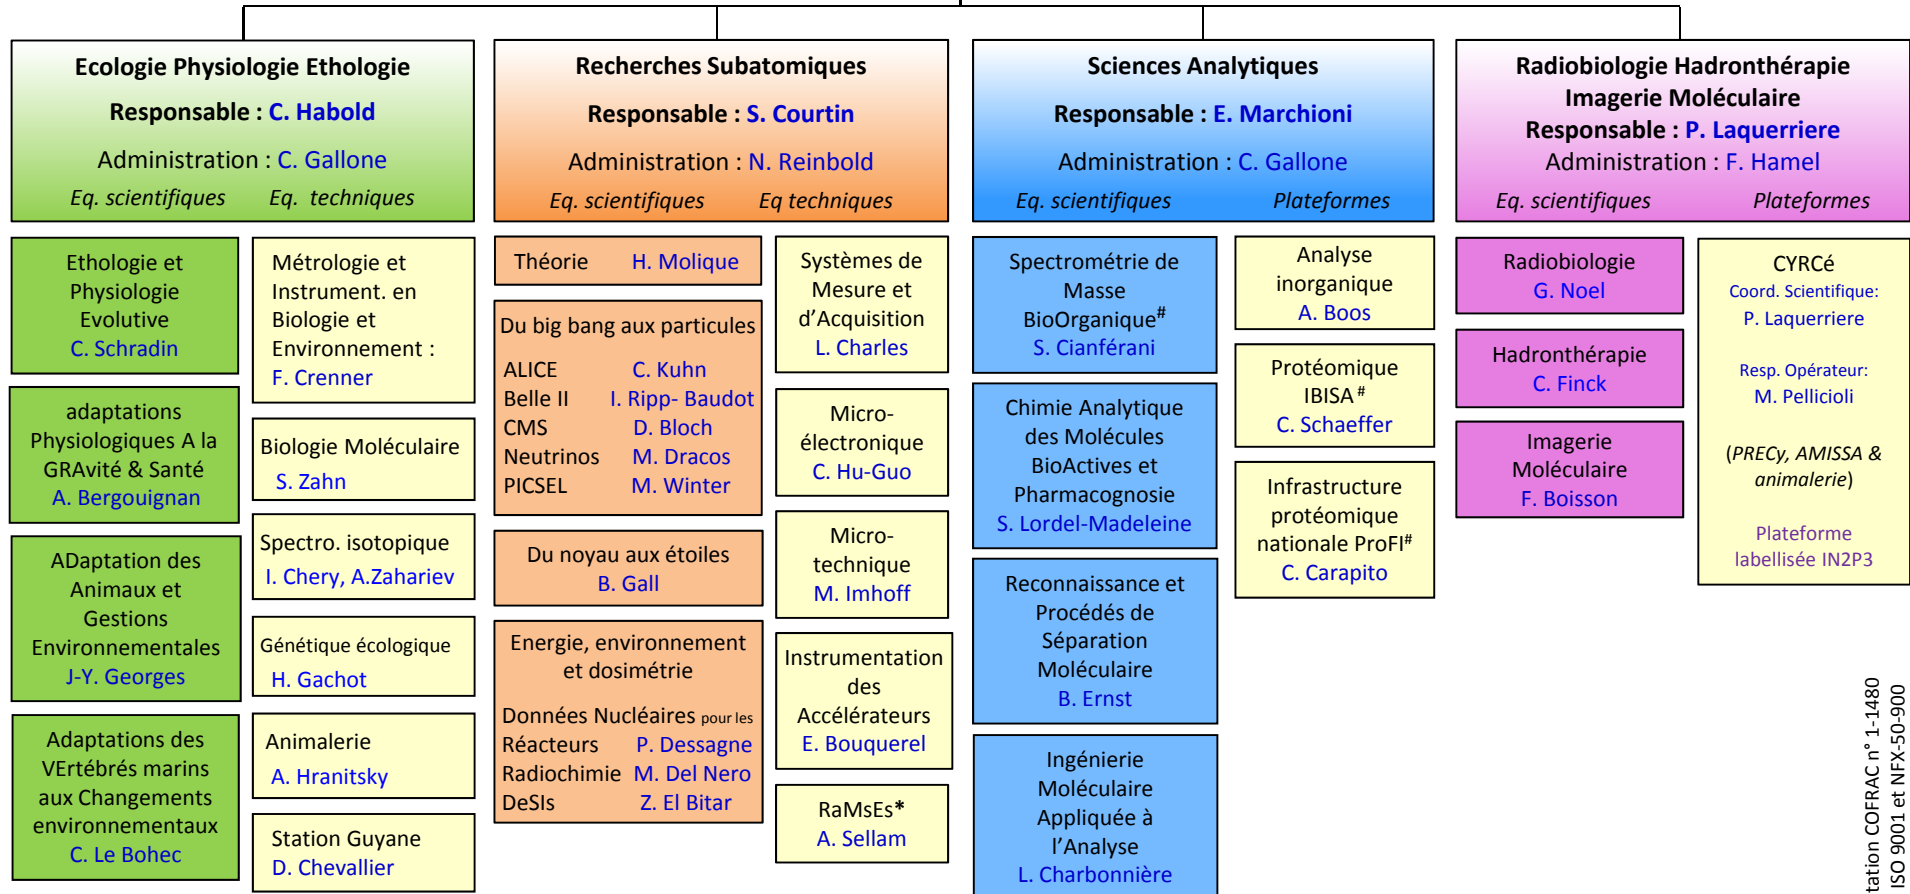 Ecologie Physiologie Ethologie
Responsable : C. Habold
Administration : C. Gallone
Eq. scientifiques Eq. techniques
Ethologie et
Physiologie
Evolutive
C. Schradin
adaptations
Physiologiques A la
GRAvité & Santé
A. Bergouignan
ADaptation des
Animaux et
Gestions
Environnementales
J-Y. Georges
Adaptations des
VErtébrés marins
aux Changements
environnementaux
C. Le Bohec
Métrologie et
Instrument. en
Biologie et
Environnement :
F. Crenner
Biologie Moléculaire
S. Zahn
Spectro. isotopique
I. Chery, A.Zahariev
Génétique écologique
H. Gachot
Animalerie
A. Hranitsky
Station Guyane
D. Chevallier
Recherches Subatomiques
Responsable : S. Courtin
Administration : N. Reinbold
Eq. scientifiques Eq techniques
Théorie H. Molique
Du big bang aux particules
ALICE C. Kuhn
Belle II I. Ripp- Baudot
CMS D. Bloch
Neutrinos M. Dracos
PICSEL M. Winter
Du noyau aux étoiles
B. Gall
Energie, environnement
et dosimétrie
Données Nucléaires pour les
Réacteurs P. Dessagne
Radiochimie M. Del Nero
DeSIs Z. El Bitar
Systèmes de
Mesure et
d'Acquisition
L. Charles
Micro-
électronique
C. Hu-Guo
Micro-
technique
M. Imhoff
Instrumentation
des
Accélérateurs
E. Bouquerel
RaMsEs*
A. Sellam
Sciences Analytiques
Responsable : E. Marchioni
Administration : C. Gallone
Eq. scientifiques Plateformes
Spectrométrie de
Masse
BioOrganique#
S. Cianférani
Chimie Analytique
des Molécules
BioActives et
Pharmacognosie
S. Lordel-Madeleine
Reconnaissance et
Procédés de
Séparation
Moléculaire
B. Ernst
Ingénierie
Moléculaire
Appliquée à
l'Analyse
L. Charbonnière
Analyse
inorganique
A. Boos
Protéomique
IBISA #
C. Schaeffer
Infrastructure
protéomique
nationale ProFI#
C. Carapito
Radiobiologie Hadronthérapie
Imagerie Moléculaire
Responsable : P. Laquerriere
Administration : F. Hamel
Eq. scientifiques Plateformes
Radiobiologie
G. Noel
Hadronthérapie
C. Finck
Imagerie
Moléculaire
F. Boisson
CYRCé
Coord. Scientifique:
P. Laquerriere
Resp. Opérateur:
M. Pellicioli
(PRECy, AMISSA &
animalerie)
Plateforme
labellisée IN2P3
tation COFRAC n° 1-1480
ISO 9001 et NFX-50-900